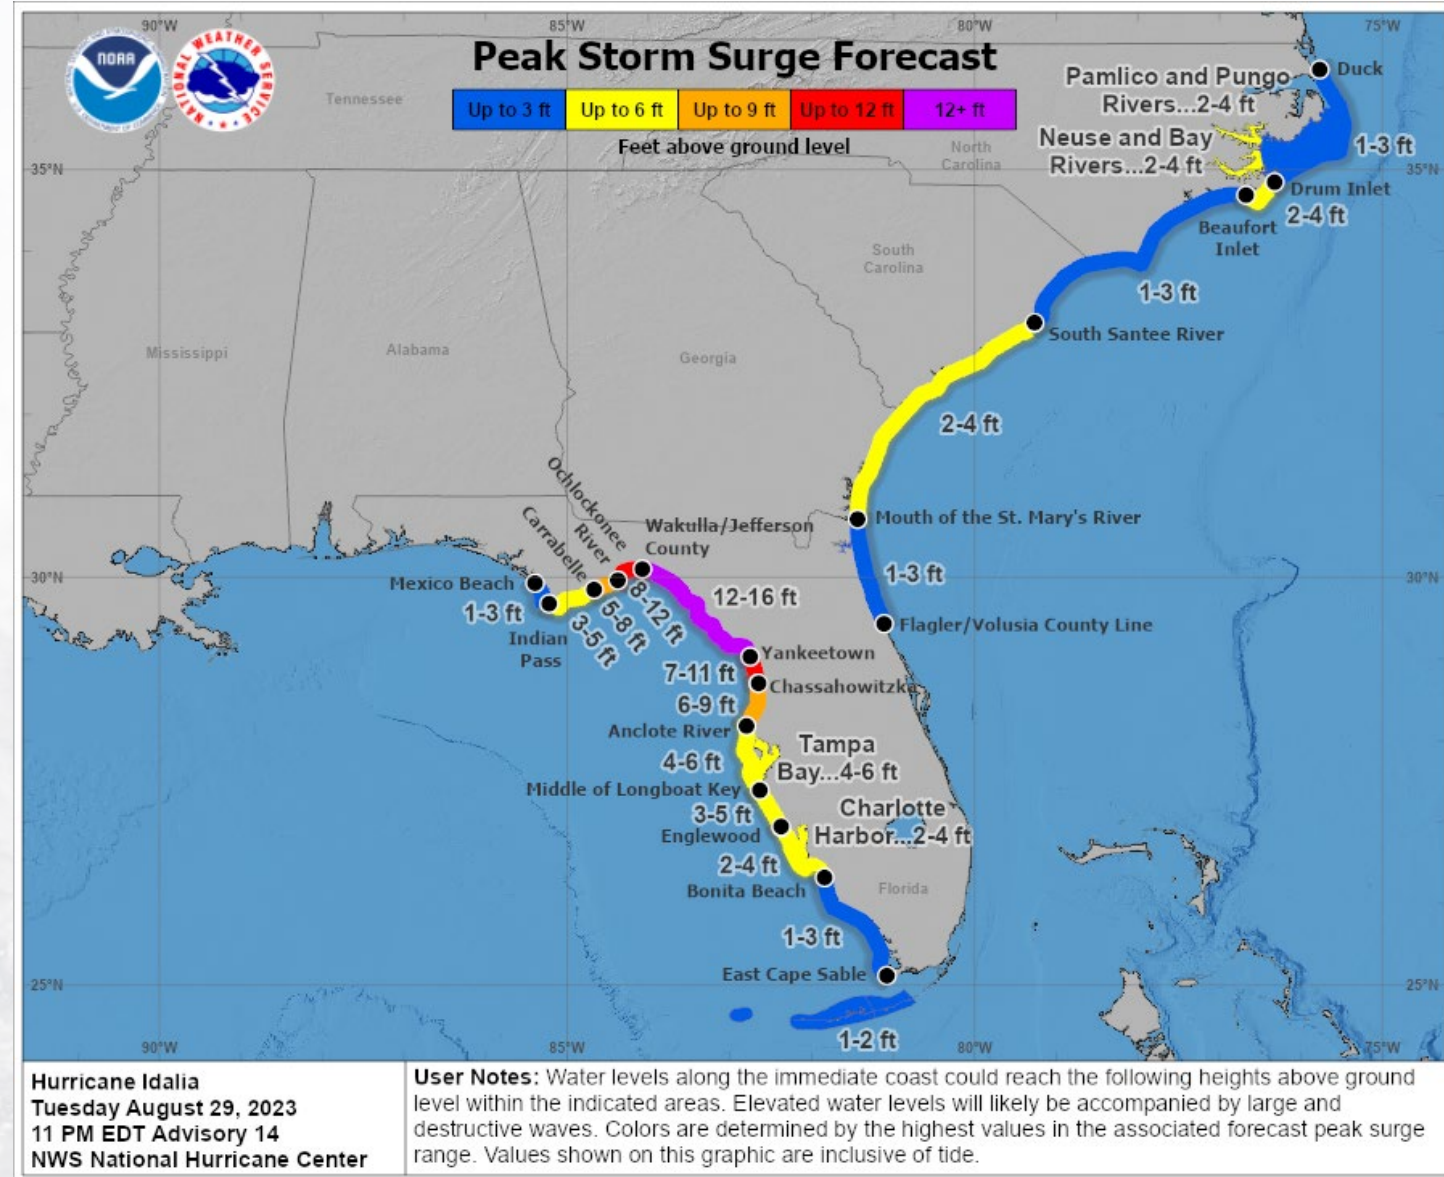 90°W
85°W
80°W
75°W
NOAA
NATIONAL WEATHER SERVICE
Peak Storm Surge Forecast
Up to 3 ft
Up to 6 ft
Up to 9 ft
Up to 12 ft
12+ ft
Feet above ground level
Tennessee
North
Carolina
Pamlico and Pungo
Rivers...2-4 ft
Duck
Neuse and Bay
Rivers...2-4 ft
1-3 ft
35°N
35°N
Drum Inlet
2-4 ft
Beaufort
Inlet
South
Carolina
1-3 ft
South Santee River
Mississippi
Alabama
Georgia
2-4 ft
Ochlockonee
River
Carrabelle
Wakulla/Jefferson
County
Mouth of the St. Mary's River
30°N
30°N
Mexico Beach
1-3 ft
Indian
Pass
3-5 ft
5-8 ft
8-12 ft
12-16 ft
1-3 ft
Flagler/Volusia County Line
Yankeetown
7-11 ft
Chassahowitzka
6-9 ft
Anclote River
4-6 ft
Tampa
Bay...4-6 ft
Middle of Longboat Key
3-5 ft
Charlotte
Harbor...2-4 ft
Englewood
2-4 ft
Bonita Beach
Florida
1-3 ft
East Cape Sable
25°N
25°N
1-2 ft
90°W
85°W
80°W
75°W
Hurricane Idalia
Tuesday August 29, 2023
11 PM EDT Advisory 14
NWS National Hurricane Center
User Notes: Water levels along the immediate coast could reach the following heights above ground
level within the indicated areas. Elevated water levels will likely be accompanied by large and
destructive waves. Colors are determined by the highest values in the associated forecast peak surge
range. Values shown on this graphic are inclusive of tide.